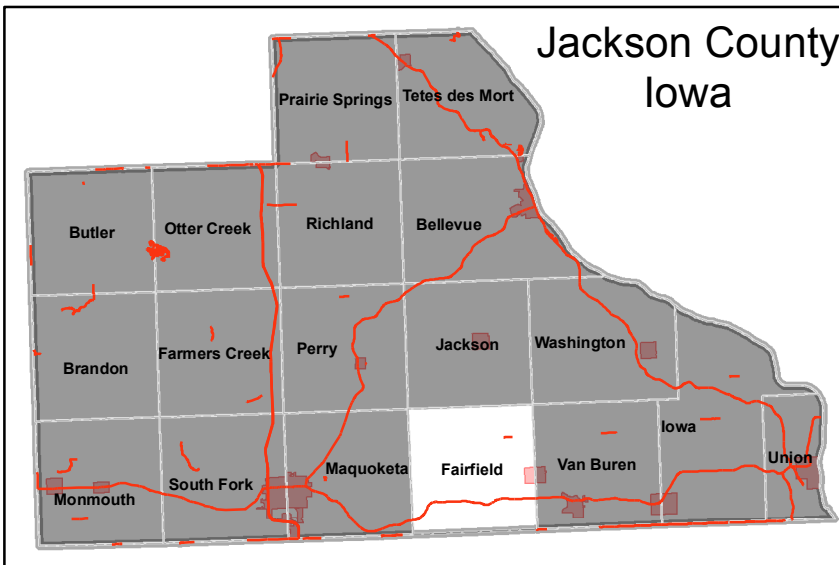 Jackson County
Iowa
Prairie Springs
Tetes des Mort
Butler
Otter Creek
Richland
Bellevue
Brandon
Farmers Creek
Perry
Jackson
Washington
Monmouth
South Fork
Maquoketa
Fairfield
Van Buren
Iowa
Union